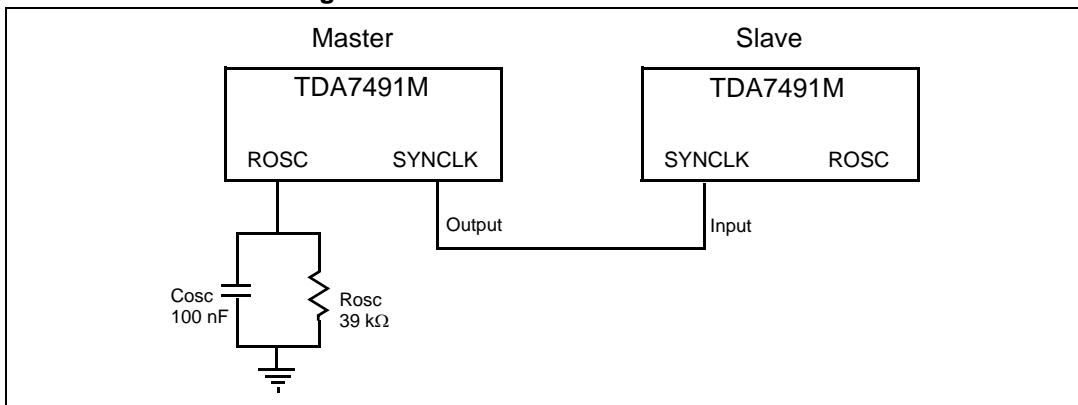 Master
Slave
TDA7491M
TDA7491M
ROSC
SYNCLK
SYNCLK
ROSC
Output
Input
Cosc
100 nF
Rosc
39 kΩ